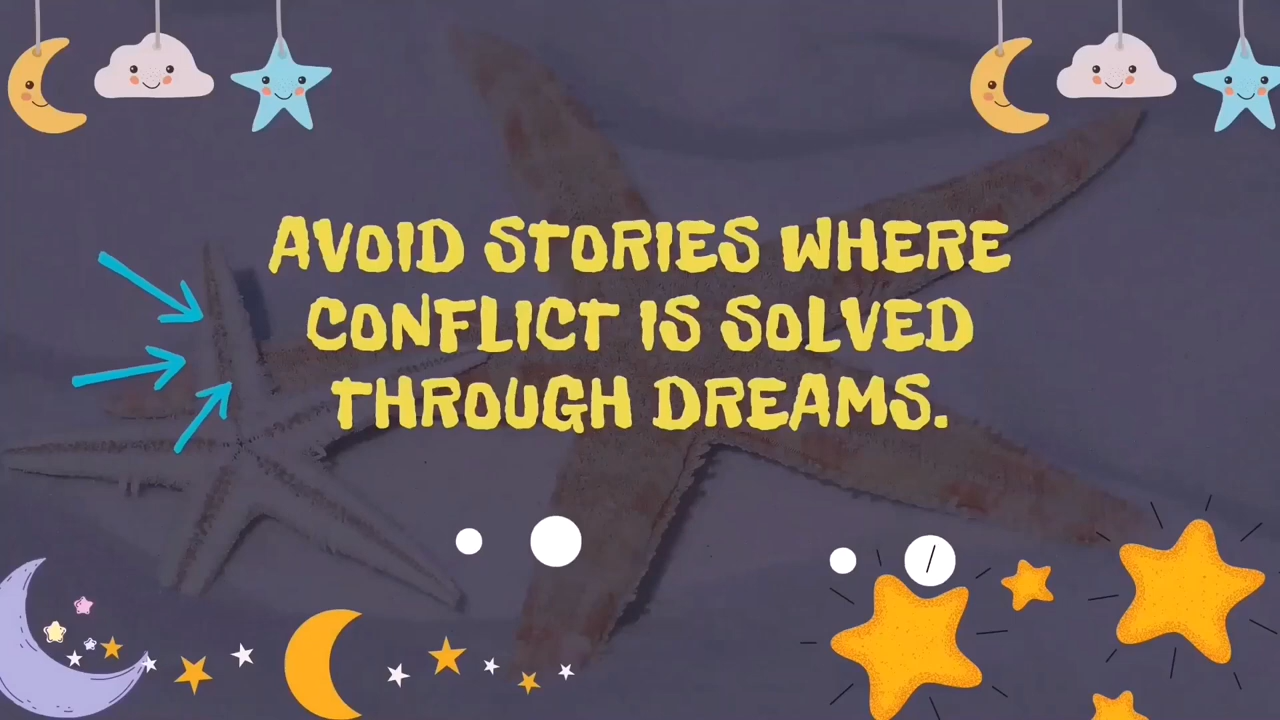 AVOID STORIES WHERE
CONFLICT IS SOLVED
THROUGH DREAMS.